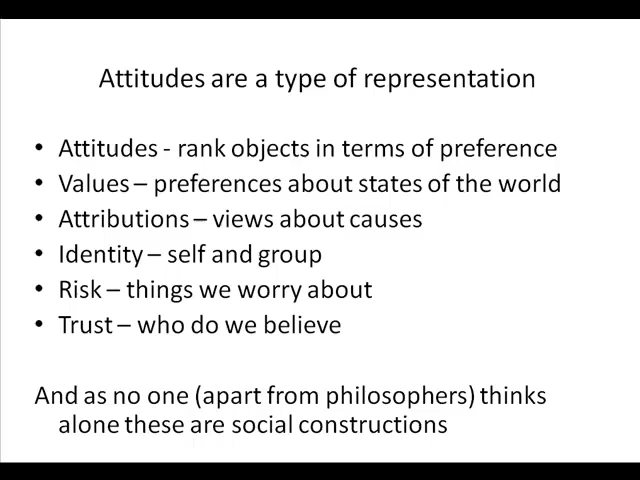 Attitudes are a type of representation
• Attitudes - rank objects in terms of preference
• Values – preferences about states of the world
• Attributions – views about causes
• Identity – self and group
• Risk – things we worry about
• Trust – who do we believe
And as no one (apart from philosophers) thinks
alone these are social constructions